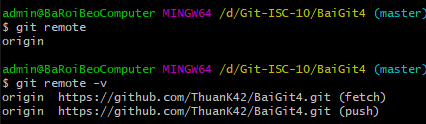 admin@BaRoiBeoComputer MINGW64 /d/Git-ISC-10/BaiGit4 (master)
$ git remote
origin
admin@BaRoiBeoComputer MINGW64 /d/Git-ISC-10/BaiGit4 (master)
$ git remote -v
origin  https://github.com/ThuanK42/BaiGit4.git (fetch)
origin  https://github.com/ThuanK42/BaiGit4.git (push)